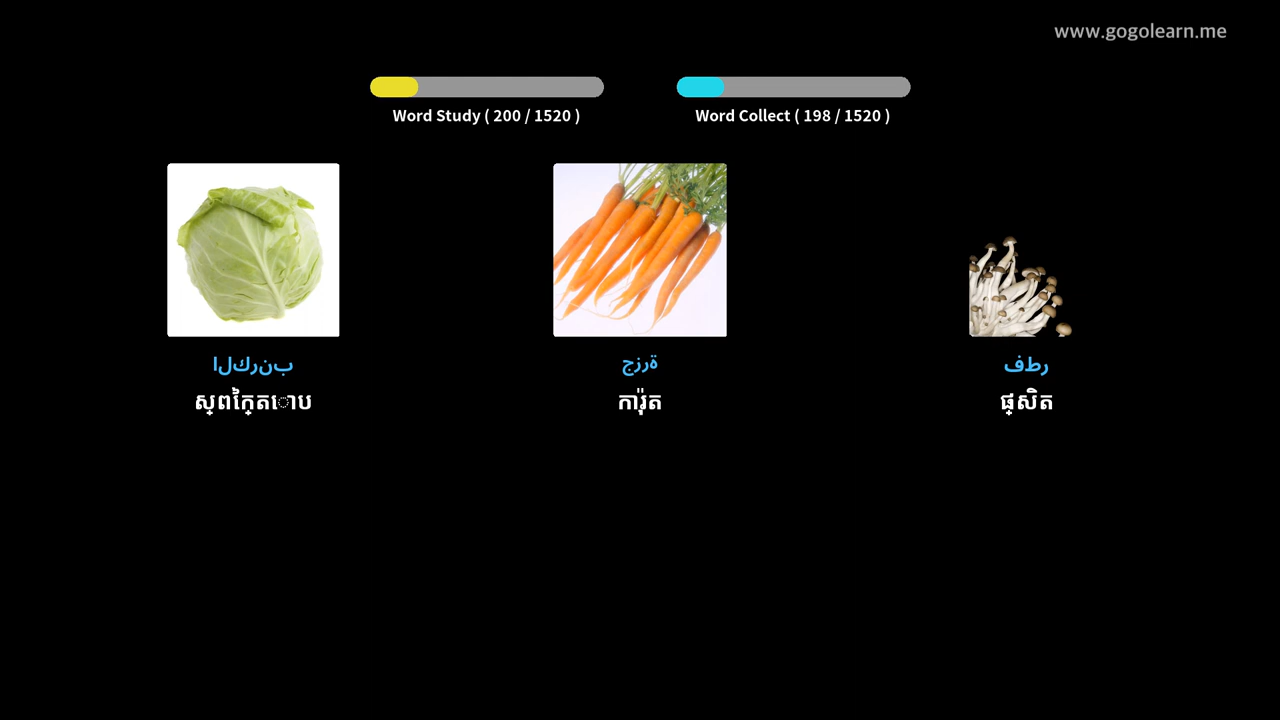 www.gogolearn.me
Word Study ( 200 / 1520 )
Word Collect ( 198 / 1520 )
الكرنب
جزرة
فطر
ស្ពៃក្តោប
ការ៉ុត
ផ្សិត